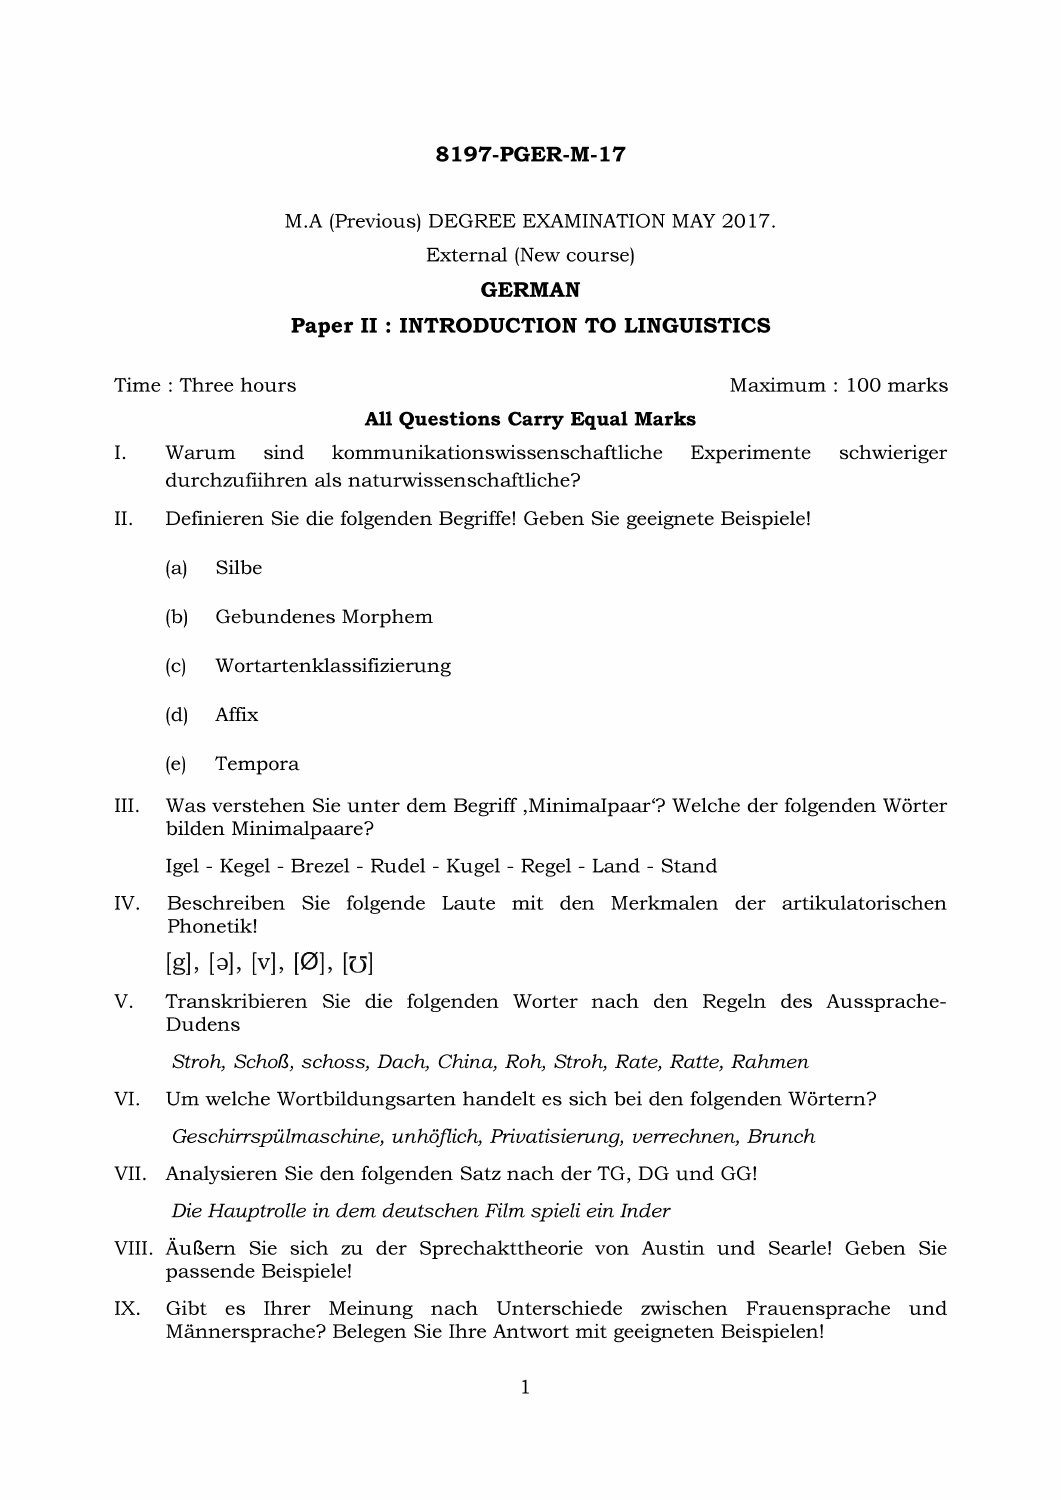 8197-PGER-M-17
M.A (Previous) DEGREE EXAMINATION MAY 2017.
External (New course)
GERMAN
Paper II : INTRODUCTION TO LINGUISTICS
Time : Three hours Maximum : 100 marks
All Questions Carry Equal Marks
I. Warum sind kommunikationswissenschaftliche Experimente schwieriger
durchzufiihren als naturwissenschaftliche?
II. Definieren Sie die folgenden Begriffe! Geben Sie geeignete Beispiele!
(a) Silbe
(b) Gebundenes Morphem
(c) Wortartenklassifizierung
(d) Affix
(e) Tempora
III. Was verstehen Sie unter dem Begriff ‚MinimaIpaar‘? Welche der folgenden Wörter
bilden Minimalpaare?
Igel - Kegel - Brezel - Rudel - Kugel - Regel - Land - Stand
IV. Beschreiben Sie folgende Laute mit den Merkmalen der artikulatorischen
Phonetik!
[g], [ə], [v], [Ø], [Ʊ]
V. Transkribieren Sie die folgenden Worter nach den Regeln des Aussprache-
Dudens
Stroh, Schoß, schoss, Dach, China, Roh, Stroh, Rate, Ratte, Rahmen
VI. Um welche Wortbildungsarten handelt es sich bei den folgenden Wörtern?
Geschirrspülmaschine, unhöflich, Privatisierung, verrechnen, Brunch
VII. Analysieren Sie den folgenden Satz nach der TG, DG und GG!
Die Hauptrolle in dem deutschen Film spieli ein Inder
VIII. Äußern Sie sich zu der Sprechakttheorie von Austin und Searle! Geben Sie
passende Beispiele!
IX. Gibt es Ihrer Meinung nach Unterschiede zwischen Frauensprache und
Männersprache? Belegen Sie Ihre Antwort mit geeigneten Beispielen!
1